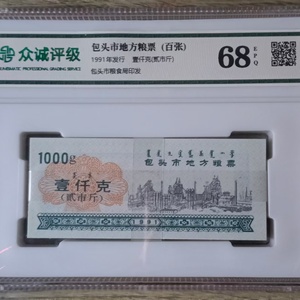 众诚评级
包头市地方粮票（百张）
1991年发行　壹仟克(贰市斤)
包头市粮食局印发
68
EPQ
1000g
包头市地方粮票
壹仟克
(贰市斤)
1991